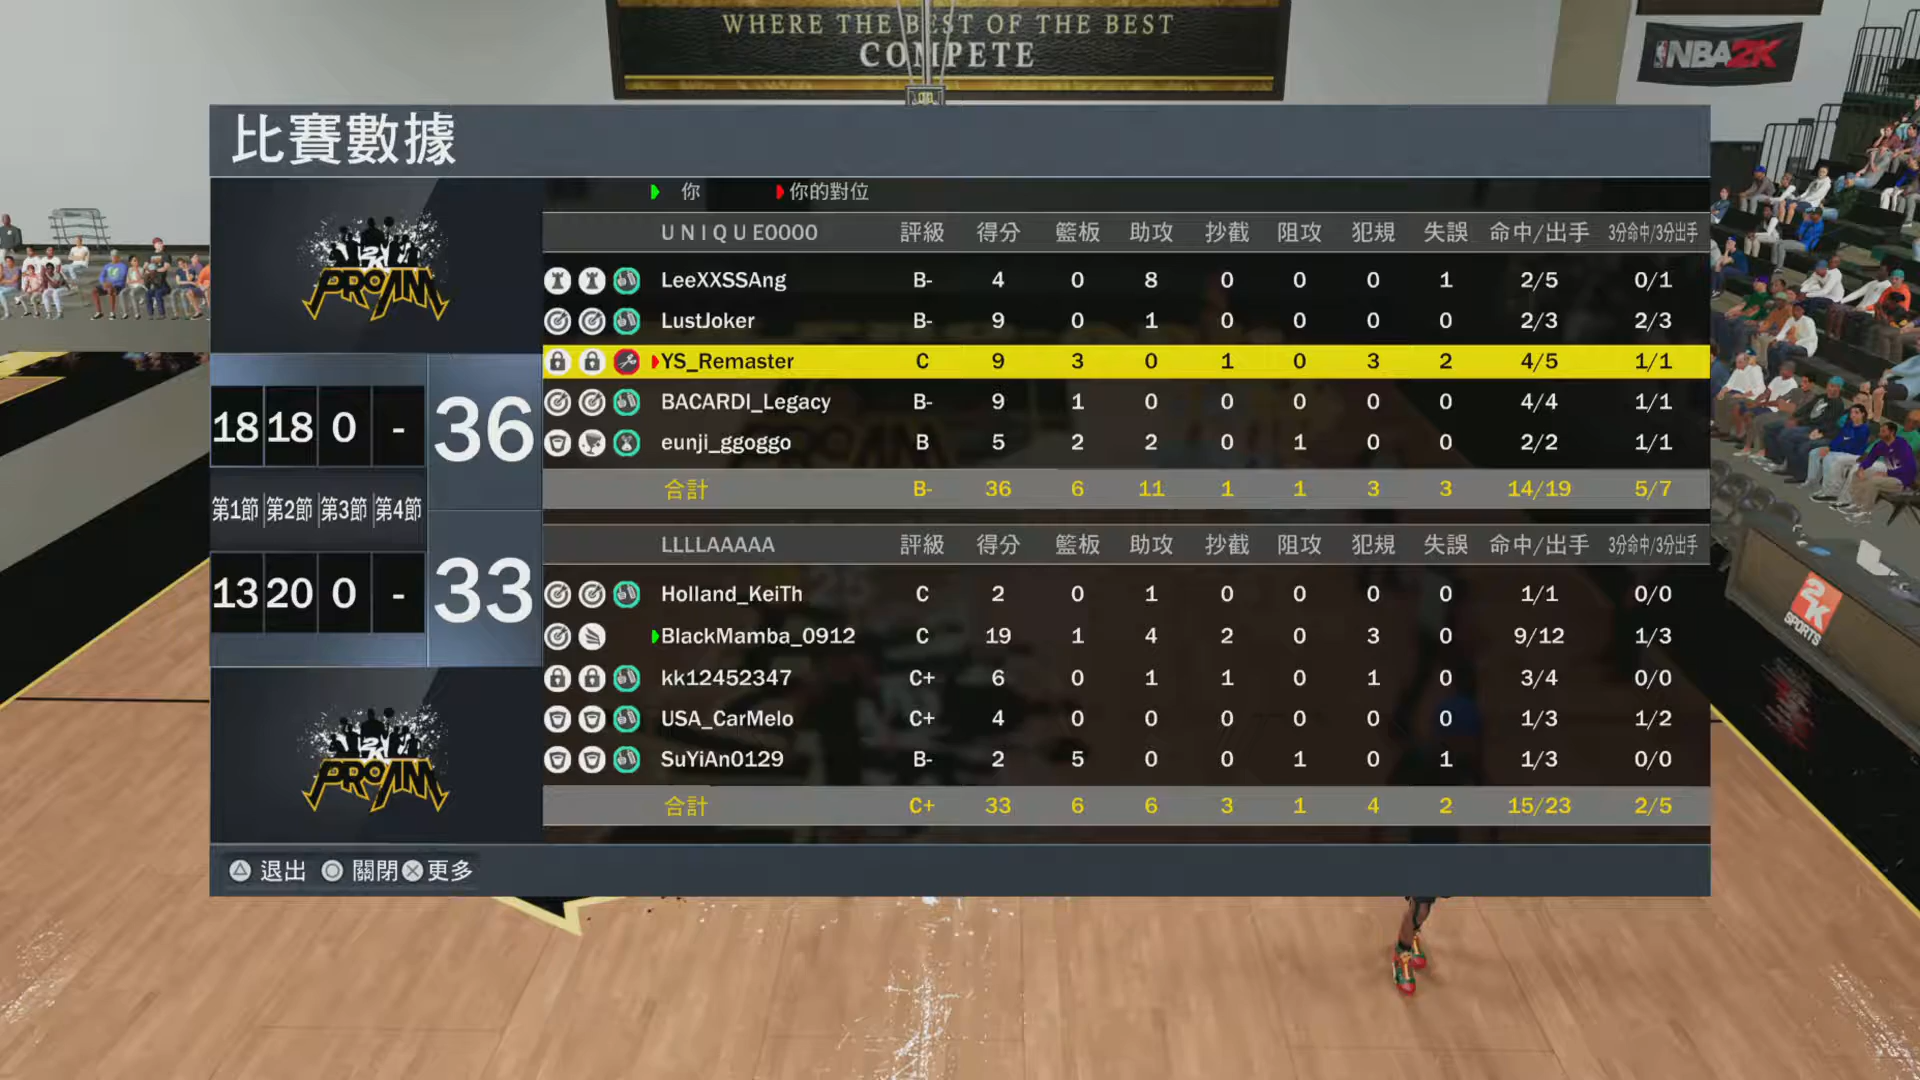 WHERE THE BEST OF THE BEST
COMPETE
NBA2K
比賽數據
你 你的對位
UNIQUE0000 評級 得分 籃板 助攻 抄截 阻攻 犯規 失誤 命中/出手 3分命中/3分出手
LeeXXSSAng B- 4 0 8 0 0 0 1 2/5 0/1
LustJoker B- 9 0 1 0 0 0 0 2/3 2/3
YS_Remaster C 9 3 0 1 0 3 2 4/5 1/1
BACARDI_Legacy B- 9 1 0 0 0 0 0 4/4 1/1
eunji_ggoggo B 5 2 2 0 1 0 0 2/2 1/1
合計 B- 36 6 11 1 1 3 3 14/19 5/7
2K
PROAM
18 18 0 - 36
第1節 第2節 第3節 第4節
13 20 0 - 33
LLLLAAAAA 評級 得分 籃板 助攻 抄截 阻攻 犯規 失誤 命中/出手 3分命中/3分出手
Holland_KeiTh C 2 0 1 0 0 0 0 1/1 0/0
BlackMamba_0912 C 19 1 4 2 0 3 0 9/12 1/3
kk12452347 C+ 6 0 1 1 0 1 0 3/4 0/0
USA_CarMelo C+ 4 0 0 0 0 0 0 1/3 1/2
SuYiAn0129 B- 2 5 0 0 1 0 1 1/3 0/0
合計 C+ 33 6 6 3 1 4 2 15/23 2/5
2K
PROAM
退出 關閉 更多
2K
SPORTS